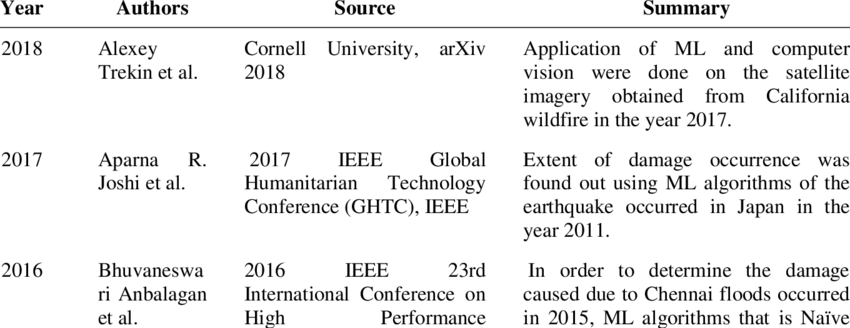 Year Authors Source Summary
2018 Alexey Cornell University, arXiv Application of ML and computer
Trekin et al. 2018 vision were done on the satellite
imagery obtained from California
wildfire in the year 2017.
2017 Aparna R. 2017 IEEE Global Extent of damage occurrence was
Joshi et al. Humanitarian Technology found out using ML algorithms of the
Conference (GHTC), IEEE earthquake occurred in Japan in the
year 2011.
2016 Bhuvaneswa 2016 IEEE 23rd In order to determine the damage
ri Anbalagan International Conference on caused due to Chennai floods occurred
et al. High Performance in 2015, ML algorithms that is Naïve